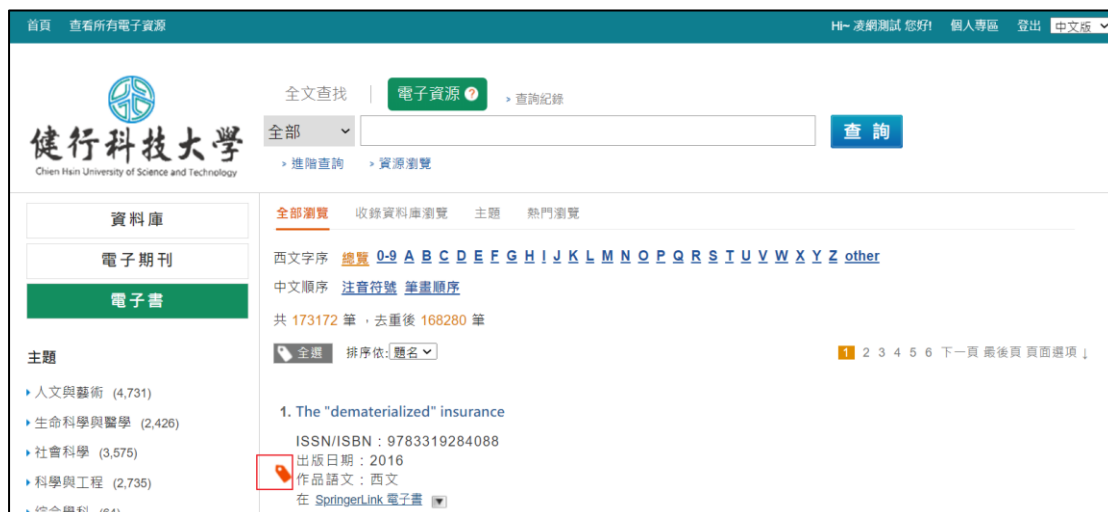 首頁 查看所有電子資源 Hi~ 凌網測試 您好! 個人專區 登出 中文版
全文查找 | 電子資源 ? › 查詢紀錄
健行科技大學
Chien Hsin University of Science and Technology
全部 查 詢
› 進階查詢 › 資源瀏覽
資料庫
電子期刊
電子書
主題
人文與藝術 (4,731)
生命科學與醫學 (2,426)
社會科學 (3,575)
科學與工程 (2,735)
綜合學科 (64)
全部瀏覽 收錄資料庫瀏覽 主題 熱門瀏覽
西文字序 總覽 0-9 A B C D E F G H I J K L M N O P Q R S T U V W X Y Z other
中文順序 注音符號 筆畫順序
共 173172 筆 ，去重後 168280 筆
全選 排序依: 題名 1 2 3 4 5 6 下一頁 最後頁 頁面選項 ↓
1. The "dematerialized" insurance
ISSN/ISBN : 9783319284088
出版日期 : 2016
作品語文 : 西文
在 SpringerLink 電子書